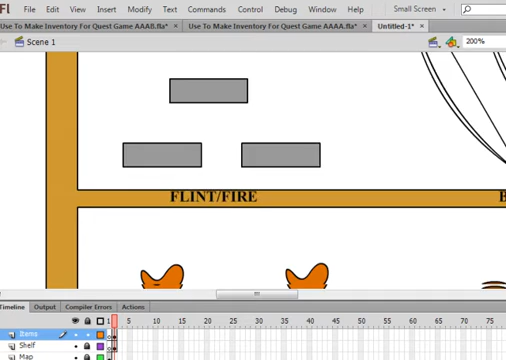 Fl File Edit View Insert Modify Text Commands Control Debug Window Help Small Screen
Use To Make Inventory For Quest Game AAAB.fla* × Use To Make Inventory For Quest Game AAAA.fla* × Untitled-1* ×
Scene 1 200%
FLINT/FIRE
Timeline Output Compiler Errors Actions
1 5 10 15 20 25 30 35 40 45 50 55 60 65 70 75
Items
Shelf
Map